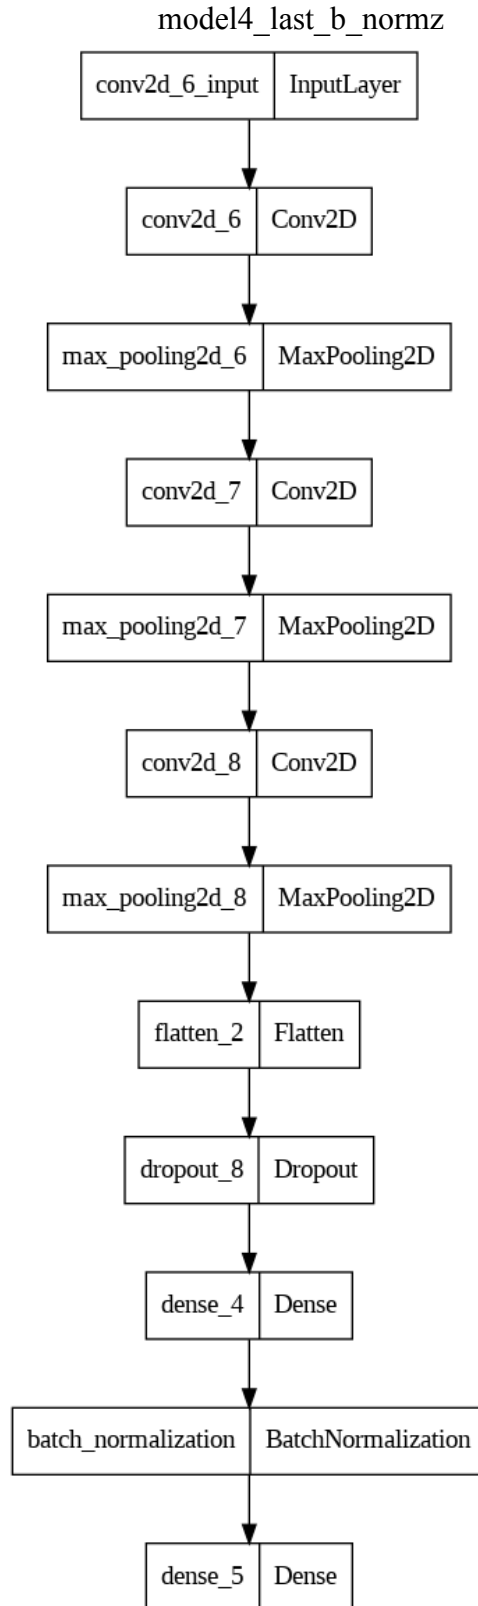 model4_last_b_normz
conv2d_6_input InputLayer
conv2d_6 Conv2D
max_pooling2d_6 MaxPooling2D
conv2d_7 Conv2D
max_pooling2d_7 MaxPooling2D
conv2d_8 Conv2D
max_pooling2d_8 MaxPooling2D
flatten_2 Flatten
dropout_8 Dropout
dense_4 Dense
batch_normalization BatchNormalization
dense_5 Dense